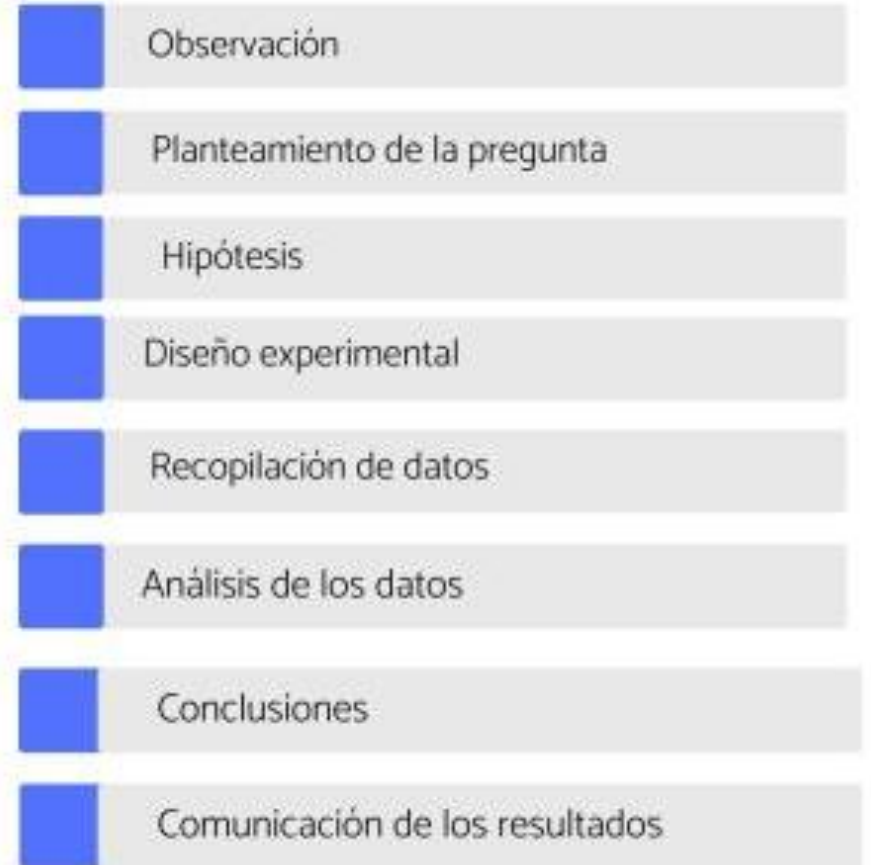 Observación
Planteamiento de la pregunta
Hipótesis
Diseño experimental
Recopilación de datos
Análisis de los datos
Conclusiones
Comunicación de los resultados